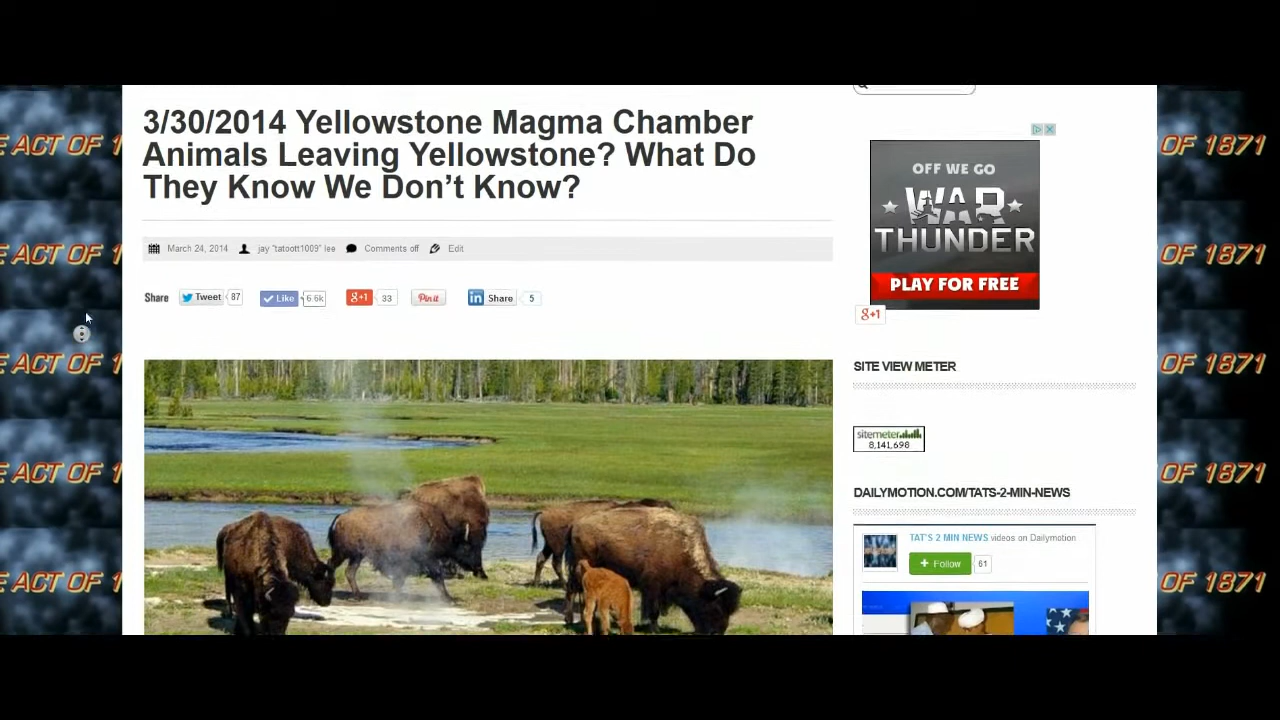 3/30/2014 Yellowstone Magma Chamber
Animals Leaving Yellowstone? What Do
They Know We Don’t Know?
March 24, 2014 jay "tatoott1009" lee Comments off Edit
Share Tweet 87 Like 6.6k g+1 33 Pin it in Share 5
OFF WE GO
WAR
THUNDER
PLAY FOR FREE
g+1
SITE VIEW METER
sitemeter
8,141,698
DAILYMOTION.COM/TATS-2-MIN-NEWS
TAT'S 2 MIN NEWS videos on Dailymotion
+ Follow 61
E ACT OF 1
E ACT OF 1
E ACT OF 1
E ACT OF 1
E ACT OF 1
OF 1871
OF 1871
OF 1871
OF 1871
OF 1871